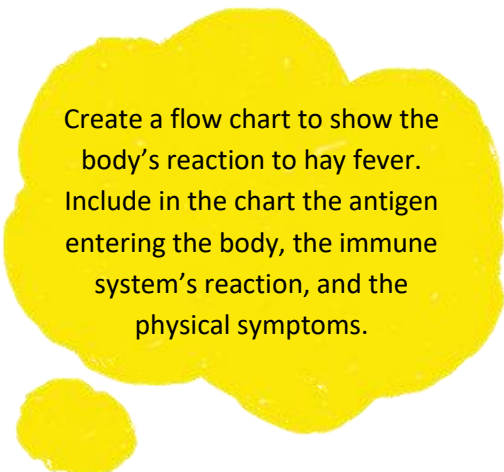 Create a flow chart to show the
body’s reaction to hay fever.
Include in the chart the antigen
entering the body, the immune
system’s reaction, and the
physical symptoms.